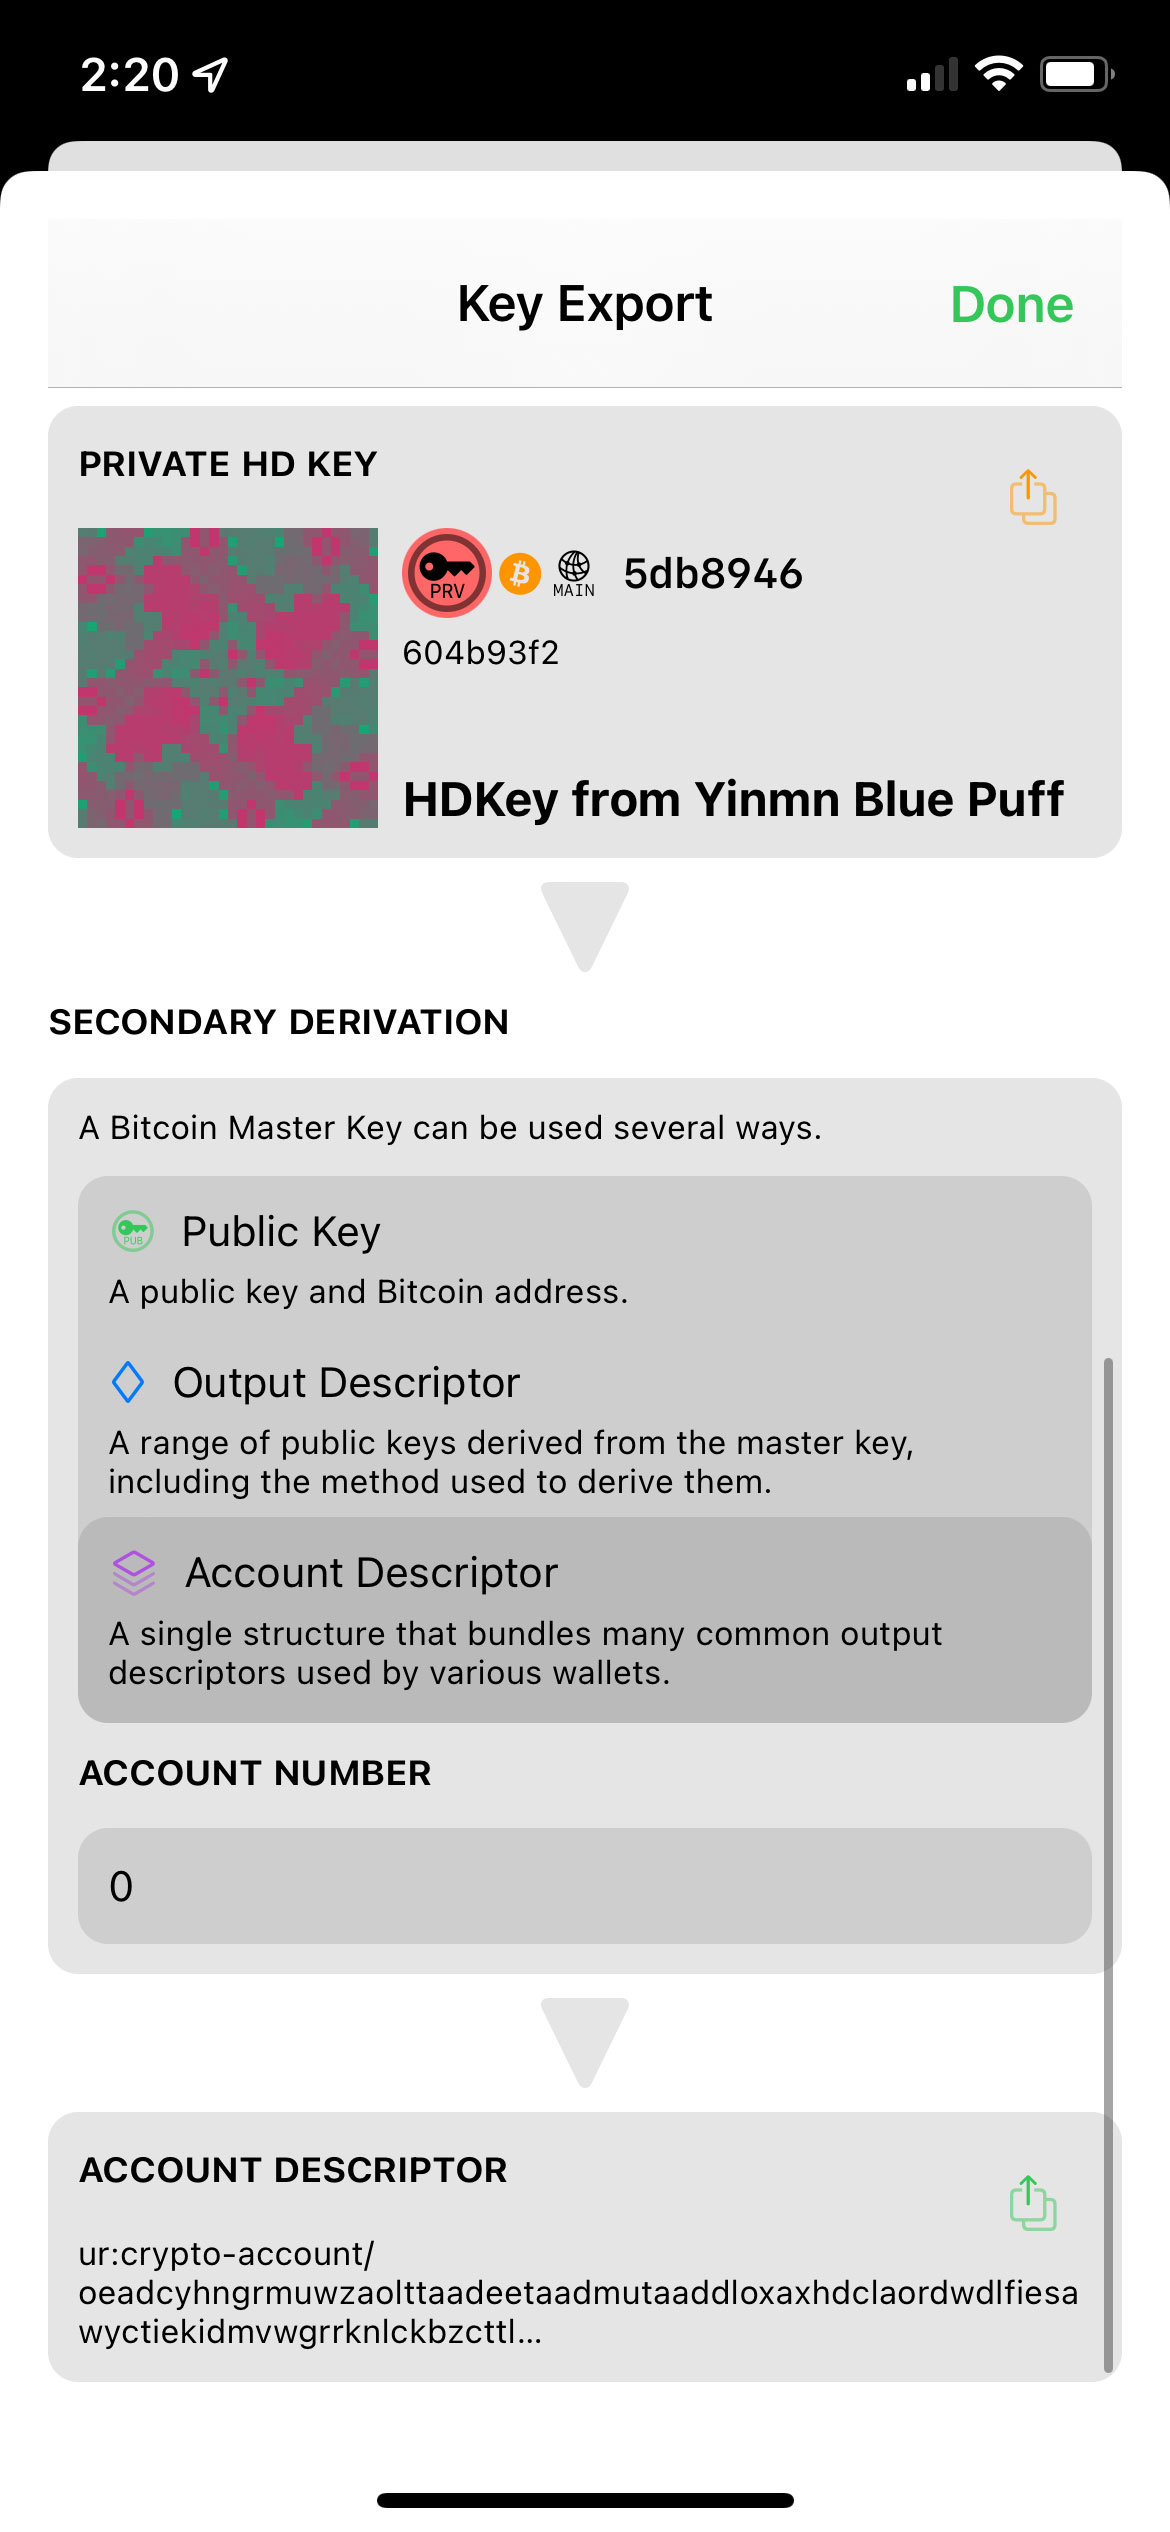 2:20
Key Export
Done
PRIVATE HD KEY
PRV
MAIN
5db8946
604b93f2
HDKey from Yinmn Blue Puff
SECONDARY DERIVATION
A Bitcoin Master Key can be used several ways.
PUB
Public Key
A public key and Bitcoin address.
Output Descriptor
A range of public keys derived from the master key,
including the method used to derive them.
Account Descriptor
A single structure that bundles many common output
descriptors used by various wallets.
ACCOUNT NUMBER
0
ACCOUNT DESCRIPTOR
ur:crypto-account/
oeadcyhngrmuwzaolttaadeetaadmutaaddloxaxhdclaordwdlfiesa
wyctiekidmvwgrrknlckbzcttl...